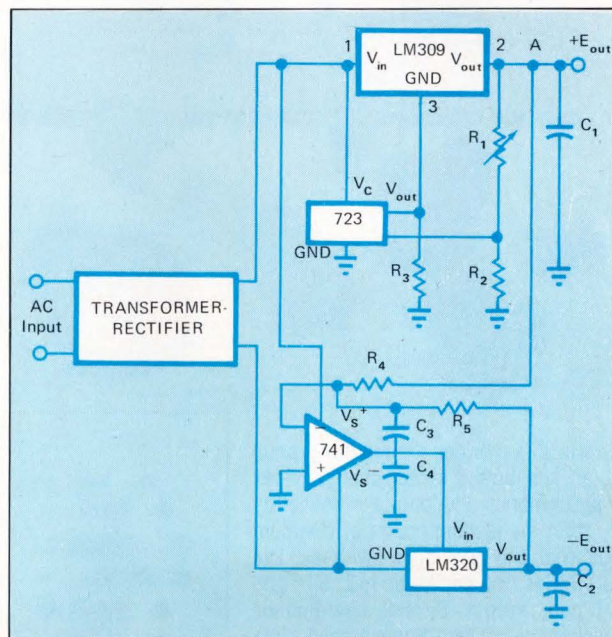 1
LM309
2
A
+Eout
Vin
Vout
GND
3
R1
C1
VC
Vout
723
GND
R3
R2
AC
Input
TRANSFORMER-
RECTIFIER
R4
VS+
C3
R5
−
741
+
VS−
C4
Vin
GND
Vout
−Eout
LM320
C2